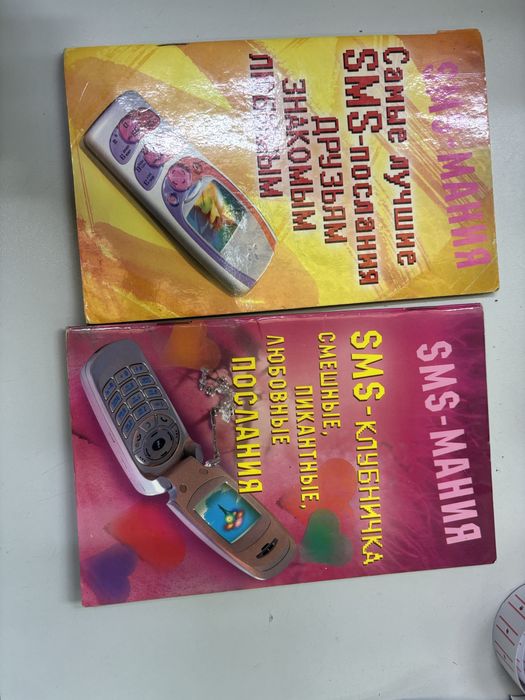 SMS-МАНИЯ
Самые лучшие
SMS-послания
ДРУЗЬЯМ
ЗНАКОМЫМ
ЛЮБИМЫМ
SMS-МАНИЯ
SMS-КЛУБНИЧКА
СМЕШНЫЕ,
ПИКАНТНЫЕ,
ЛЮБОВНЫЕ
ПОСЛАНИЯ